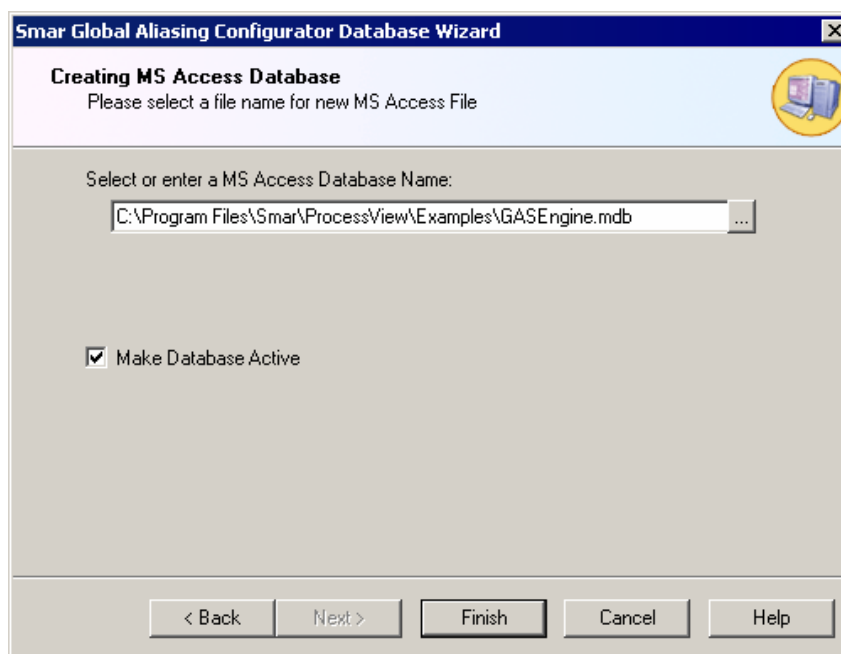 Smar Global Aliasing Configurator Database Wizard
Creating MS Access Database
Please select a file name for new MS Access File
Select or enter a MS Access Database Name:
C:\Program Files\Smar\ProcessView\Examples\GASEngine.mdb
...
Make Database Active
< Back Next > Finish Cancel Help